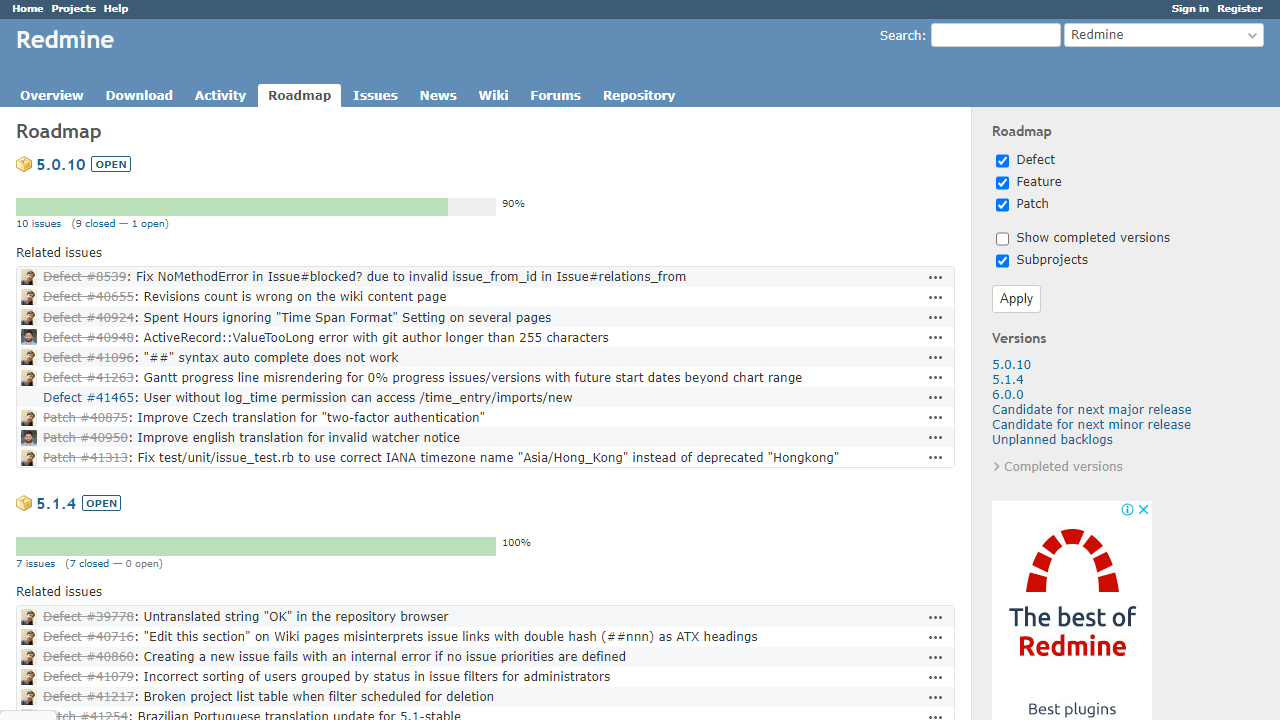 Home Projects Help Sign in Register
Redmine
Search:
Redmine
Overview Download Activity Roadmap Issues News Wiki Forums Repository
Roadmap
5.0.10 OPEN
90%
10 issues (9 closed — 1 open)
Related issues
Defect #8539: Fix NoMethodError in Issue#blocked? due to invalid issue_from_id in Issue#relations_from
Defect #40655: Revisions count is wrong on the wiki content page
Defect #40924: Spent Hours ignoring "Time Span Format" Setting on several pages
Defect #40948: ActiveRecord::ValueTooLong error with git author longer than 255 characters
Defect #41096: "##" syntax auto complete does not work
Defect #41263: Gantt progress line misrendering for 0% progress issues/versions with future start dates beyond chart range
Defect #41465: User without log_time permission can access /time_entry/imports/new
Patch #40875: Improve Czech translation for "two-factor authentication"
Patch #40950: Improve english translation for invalid watcher notice
Patch #41313: Fix test/unit/issue_test.rb to use correct IANA timezone name "Asia/Hong_Kong" instead of deprecated "Hongkong"
5.1.4 OPEN
100%
7 issues (7 closed — 0 open)
Related issues
Defect #39778: Untranslated string "OK" in the repository browser
Defect #40716: "Edit this section" on Wiki pages misinterprets issue links with double hash (##nnn) as ATX headings
Defect #40860: Creating a new issue fails with an internal error if no issue priorities are defined
Defect #41079: Incorrect sorting of users grouped by status in issue filters for administrators
Defect #41217: Broken project list table when filter scheduled for deletion
tch #41254: Brazilian Portuguese translation update for 5.1-stable
Roadmap
Defect
Feature
Patch
Show completed versions
Subprojects
Apply
Versions
5.0.10
5.1.4
6.0.0
Candidate for next major release
Candidate for next minor release
Unplanned backlogs
Completed versions
The best of
Redmine
Best plugins